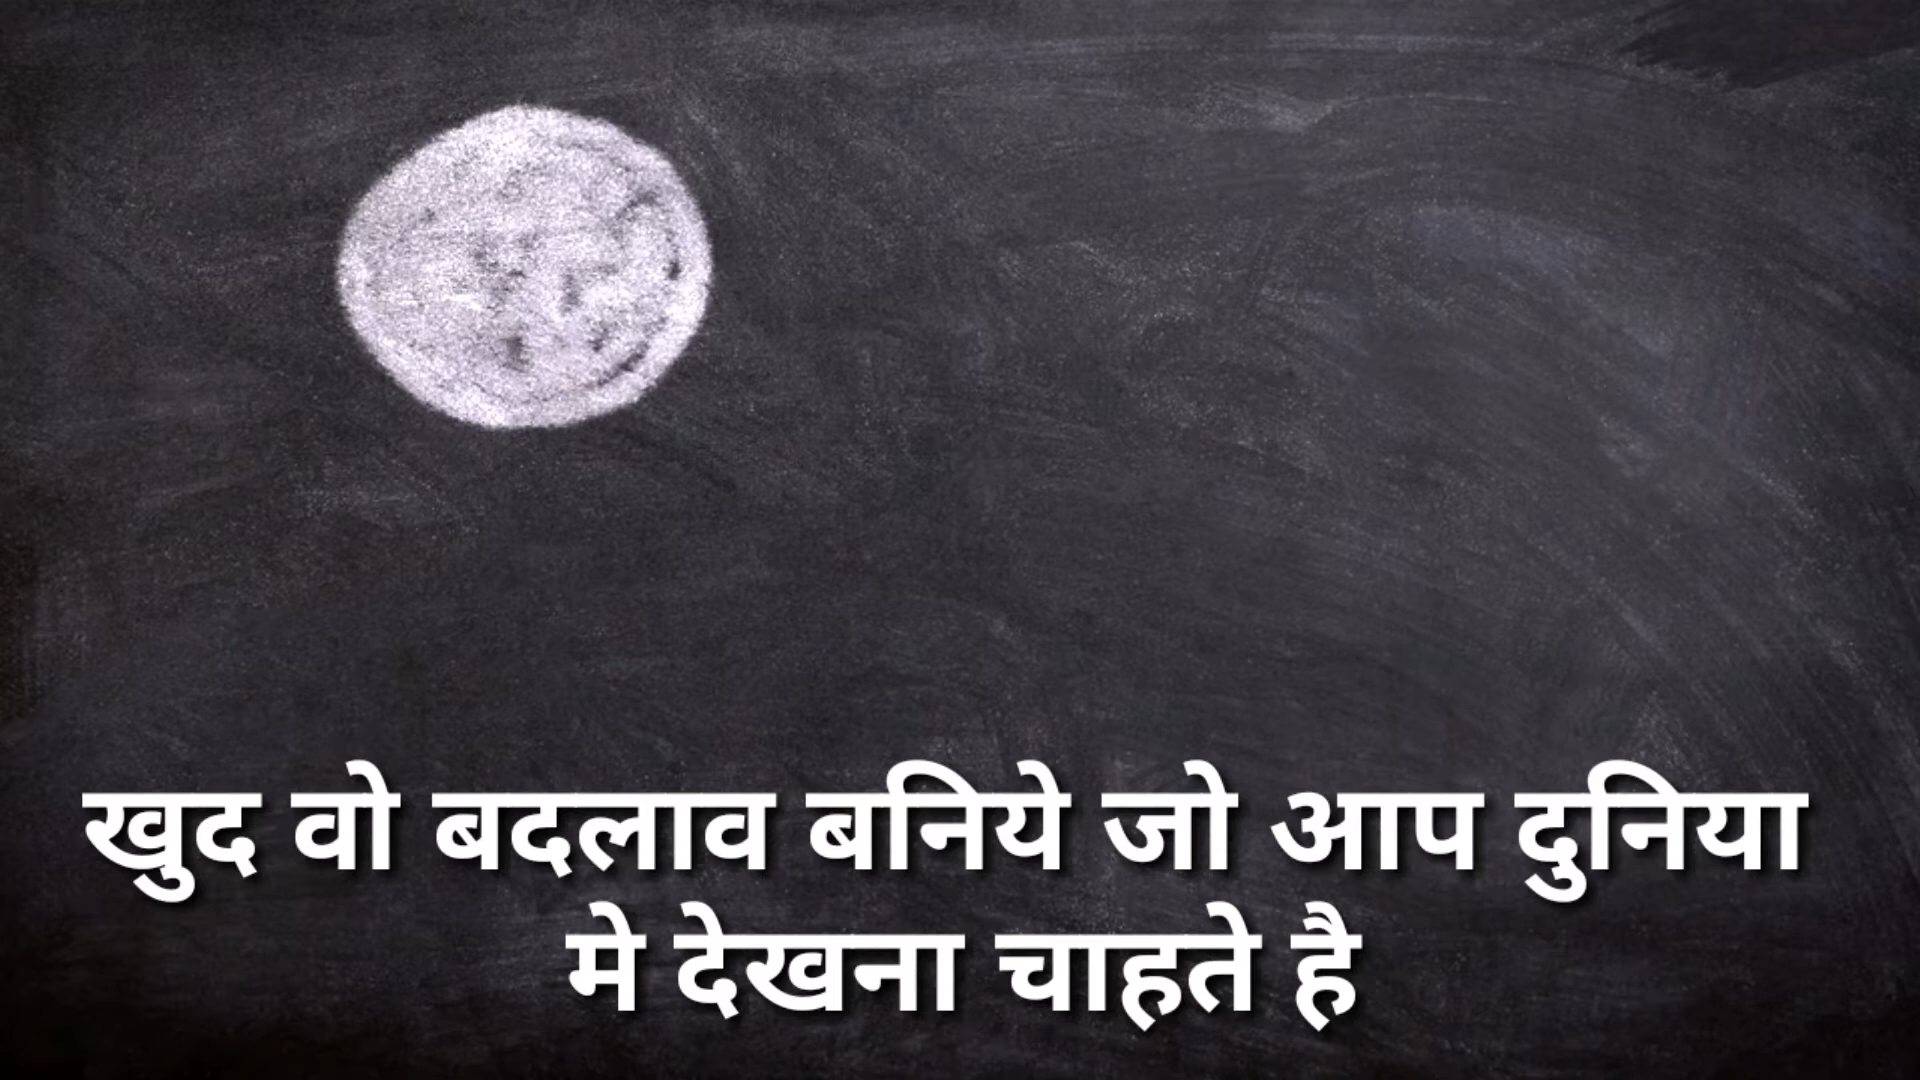 खुद वो बदलाव बनिये जो आप दुनिया
मे देखना चाहते है